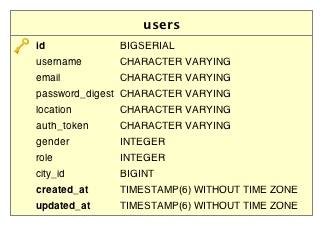 users
id BIGSERIAL
username CHARACTER VARYING
email CHARACTER VARYING
password_digest CHARACTER VARYING
location CHARACTER VARYING
auth_token CHARACTER VARYING
gender INTEGER
role INTEGER
city_id BIGINT
created_at TIMESTAMP(6) WITHOUT TIME ZONE
updated_at TIMESTAMP(6) WITHOUT TIME ZONE